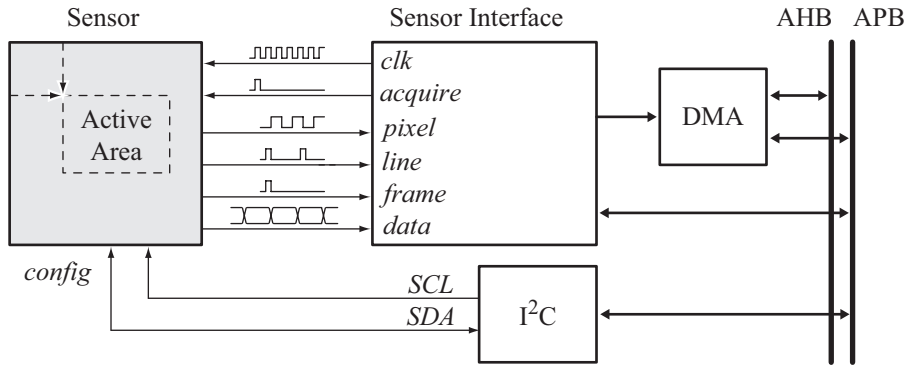 Sensor
Sensor Interface
AHB
APB
clk
acquire
pixel
line
frame
data
Active
Area
DMA
config
SCL
SDA
I²C